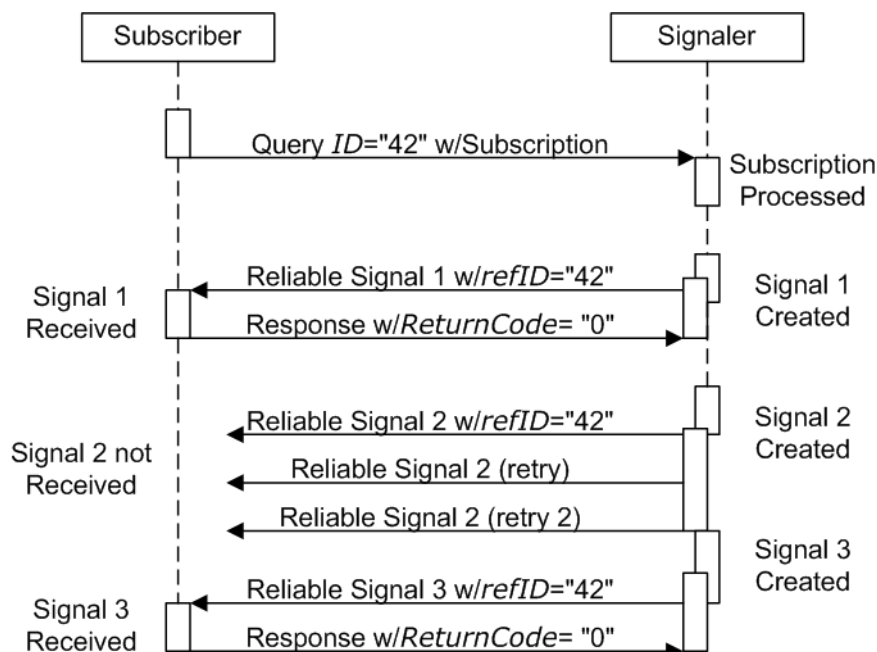 Subscriber
Signaler
Query ID="42" w/Subscription
Subscription
Processed
Reliable Signal 1 w/refID="42"
Signal 1
Received
Signal 1
Created
Response w/ReturnCode= "0"
Reliable Signal 2 w/refID="42"
Signal 2
Created
Signal 2 not
Received
Reliable Signal 2 (retry)
Reliable Signal 2 (retry 2)
Signal 3
Created
Reliable Signal 3 w/refID="42"
Signal 3
Received
Response w/ReturnCode= "0"